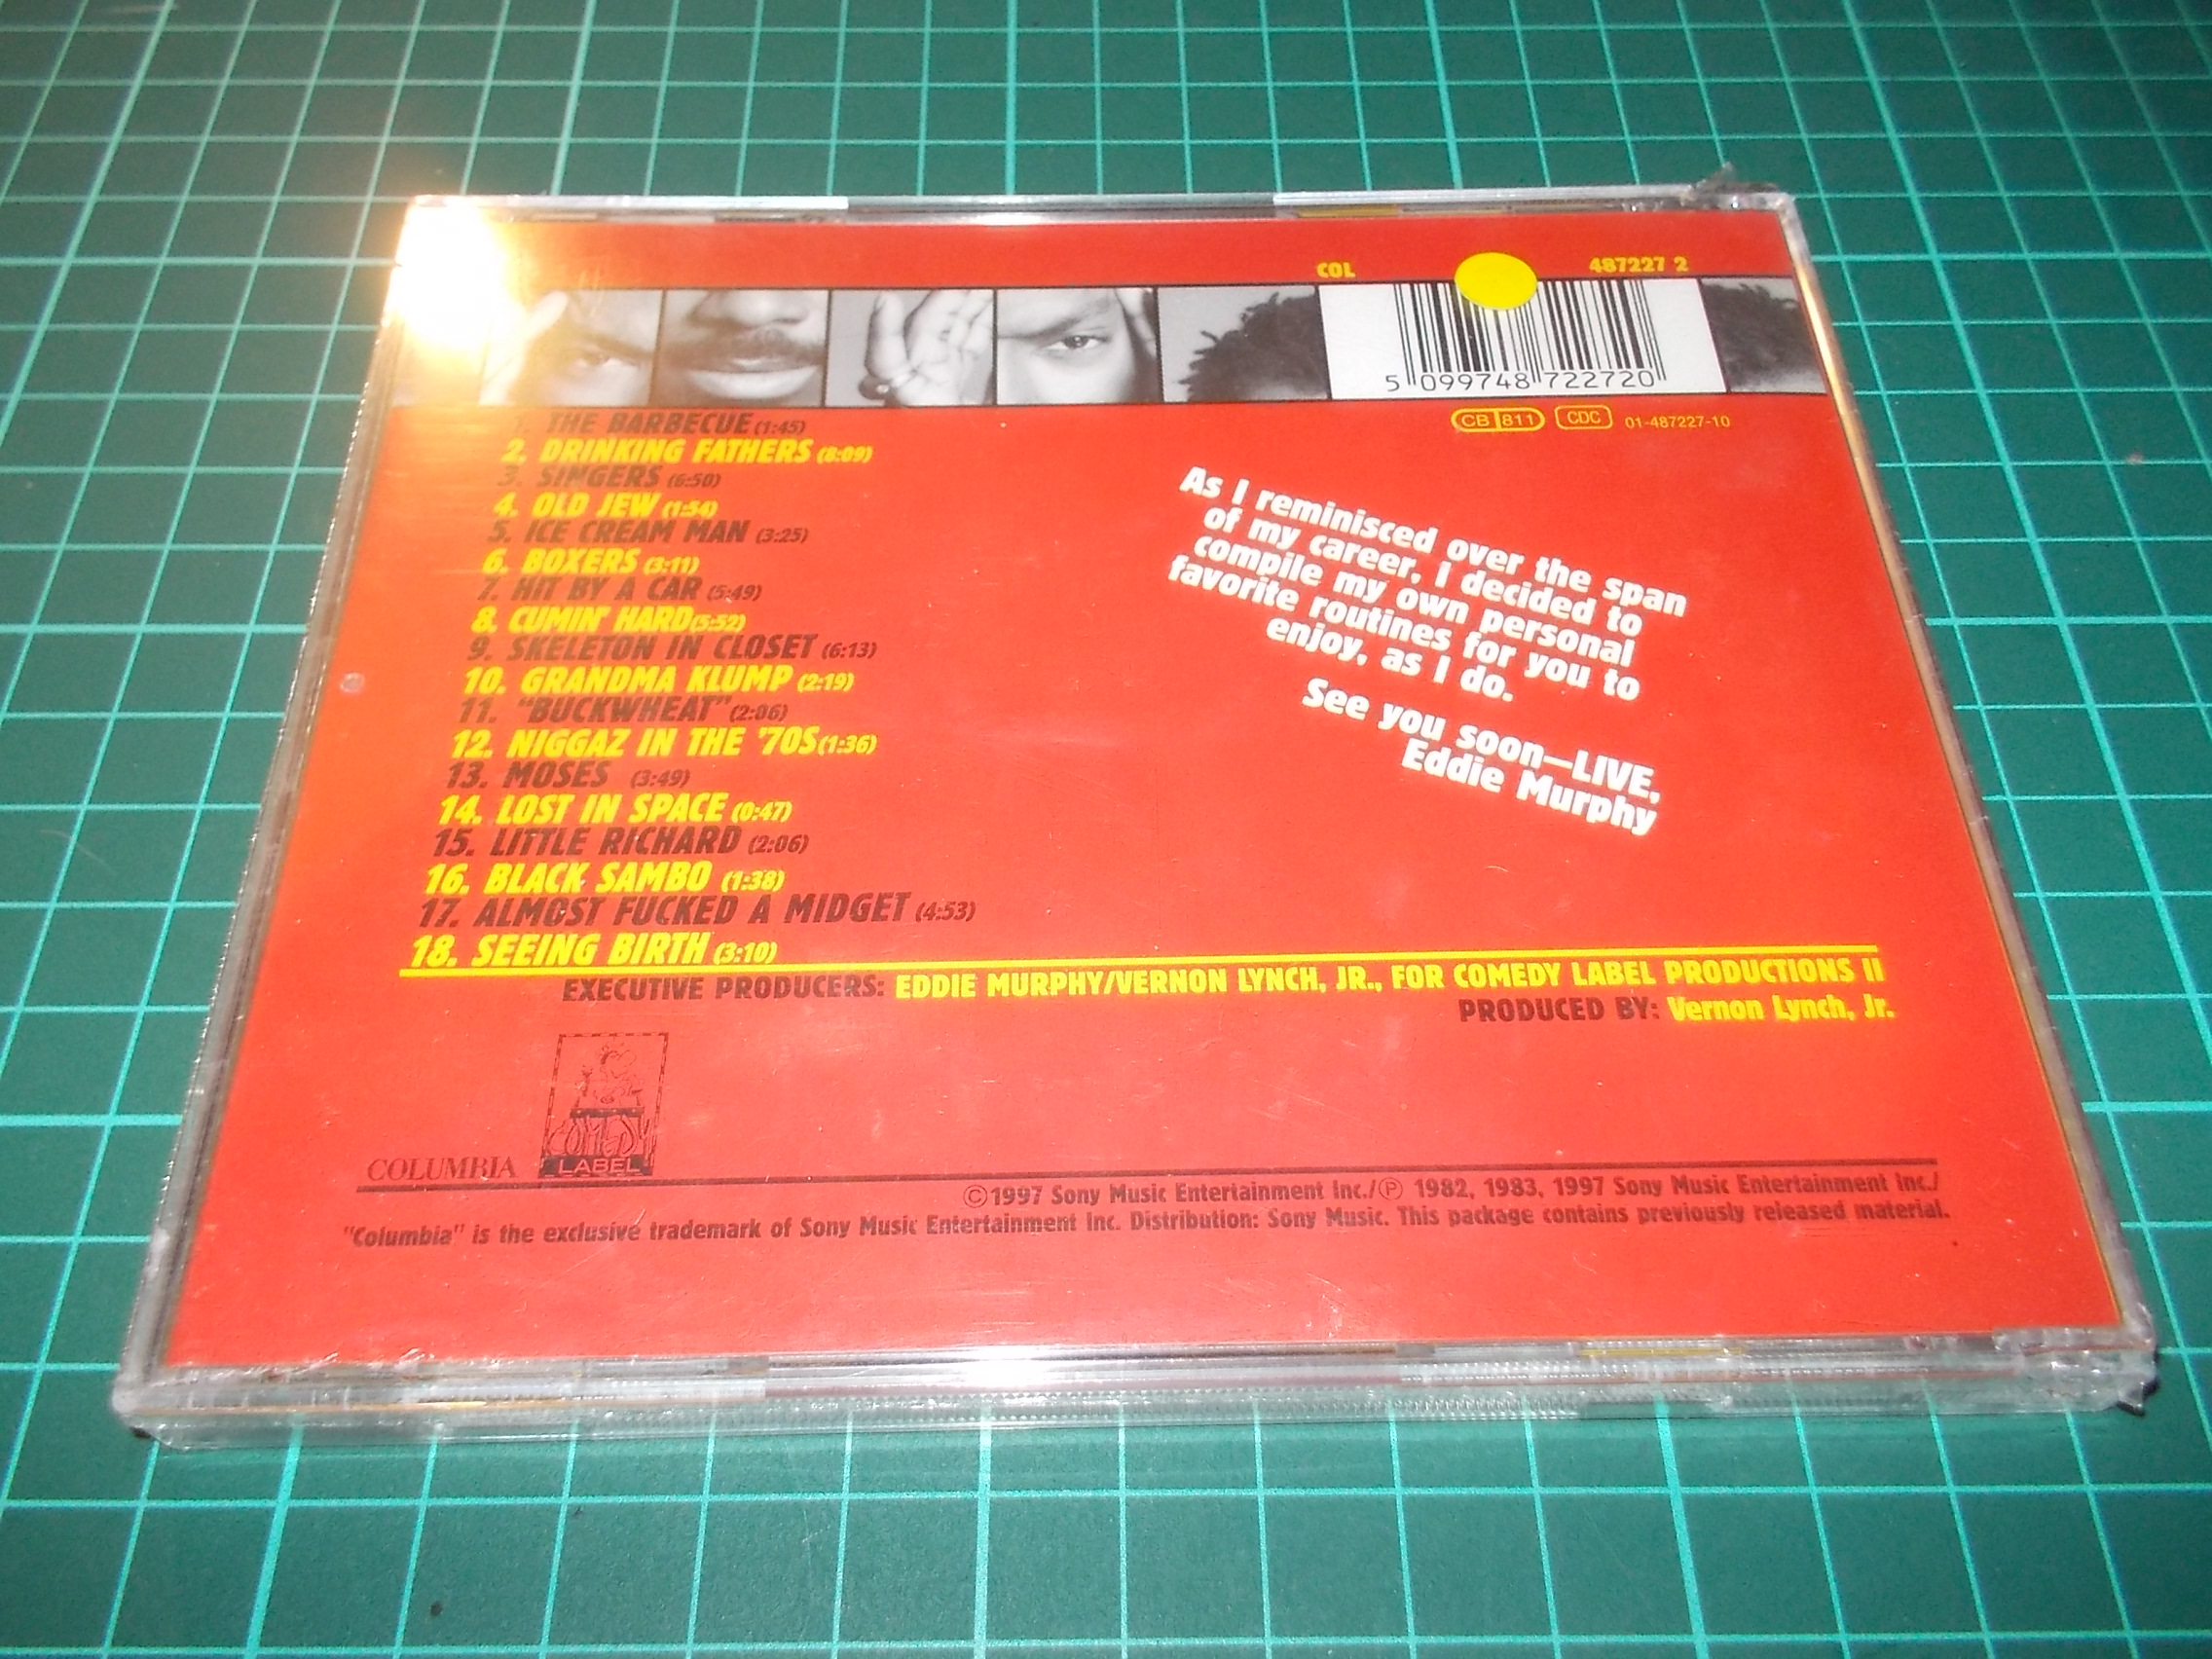 COL 487227 2
5 099748 722720
CB 811 CDC 01-487227-10
1. THE BARBECUE (1:45)
2. DRINKING FATHERS (8:09)
3. SINGERS (6:50)
4. OLD JEW (1:54)
5. ICE CREAM MAN (3:25)
6. BOXERS (3:11)
7. HIT BY A CAR (5:49)
8. CUMIN' HARD(5:52)
9. SKELETON IN CLOSET (6:13)
10. GRANDMA KLUMP (2:19)
11. "BUCKWHEAT"(2:06)
12. NIGGAZ IN THE '70S(1:36)
13. MOSES (3:49)
14. LOST IN SPACE (0:47)
15. LITTLE RICHARD (2:06)
16. BLACK SAMBO (1:38)
17. ALMOST FUCKED A MIDGET (4:53)
18. SEEING BIRTH (3:10)
As I reminisced over the span
of my career, I decided to
compile my own personal
favorite routines for you to
enjoy, as I do.
See you soon—LIVE,
Eddie Murphy
EXECUTIVE PRODUCERS: EDDIE MURPHY/VERNON LYNCH, JR., FOR COMEDY LABEL PRODUCTIONS II
PRODUCED BY: Vernon Lynch, Jr.
COLUMBIA
COMEDY
LABEL
©1997 Sony Music Entertainment Inc./℗ 1982, 1983, 1997 Sony Music Entertainment Inc./
"Columbia" is the exclusive trademark of Sony Music Entertainment Inc. Distribution: Sony Music. This package contains previously released material.